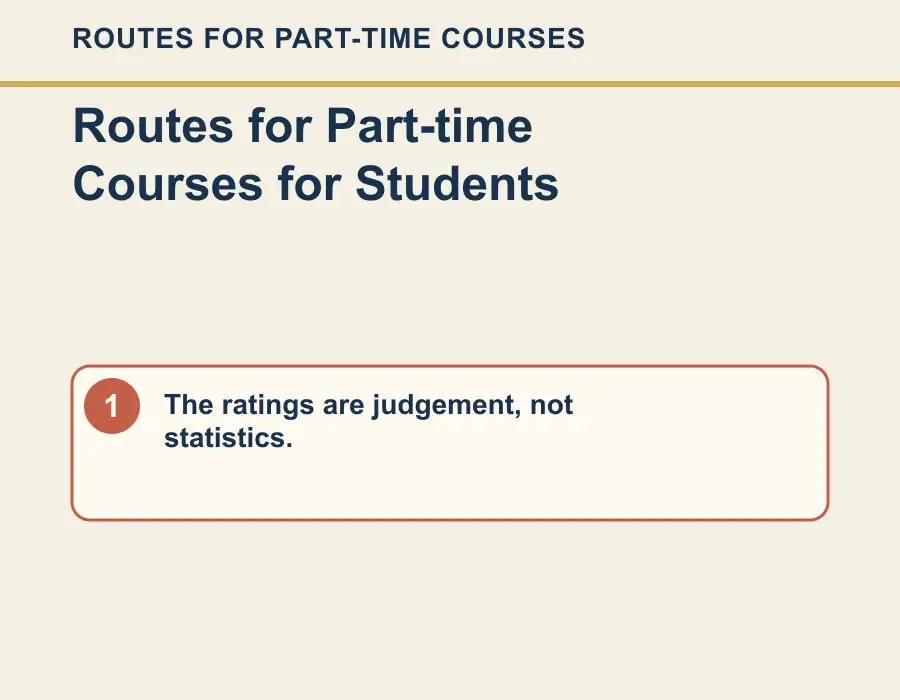 ROUTES FOR PART-TIME COURSES
Routes for Part-time
Courses for Students
1
The ratings are judgement, not
statistics.